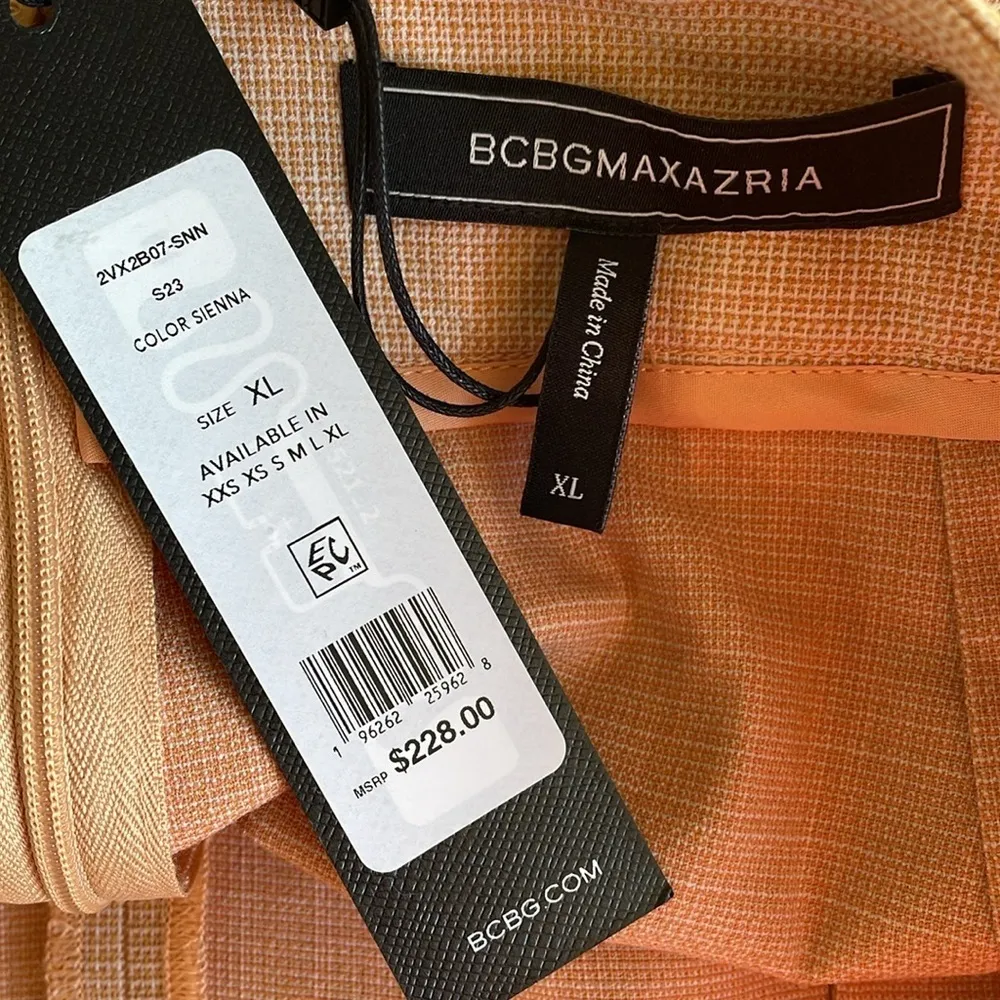 BCBGMAXAZRIA
Made in China
XL
2VX2B07-SNN
S23
COLOR SIENNA
SIZE XL
AVAILABLE IN
XXS XS S M L XL
EPC™
1 96262 25962 8
MSRP $228.00
BCBG.COM